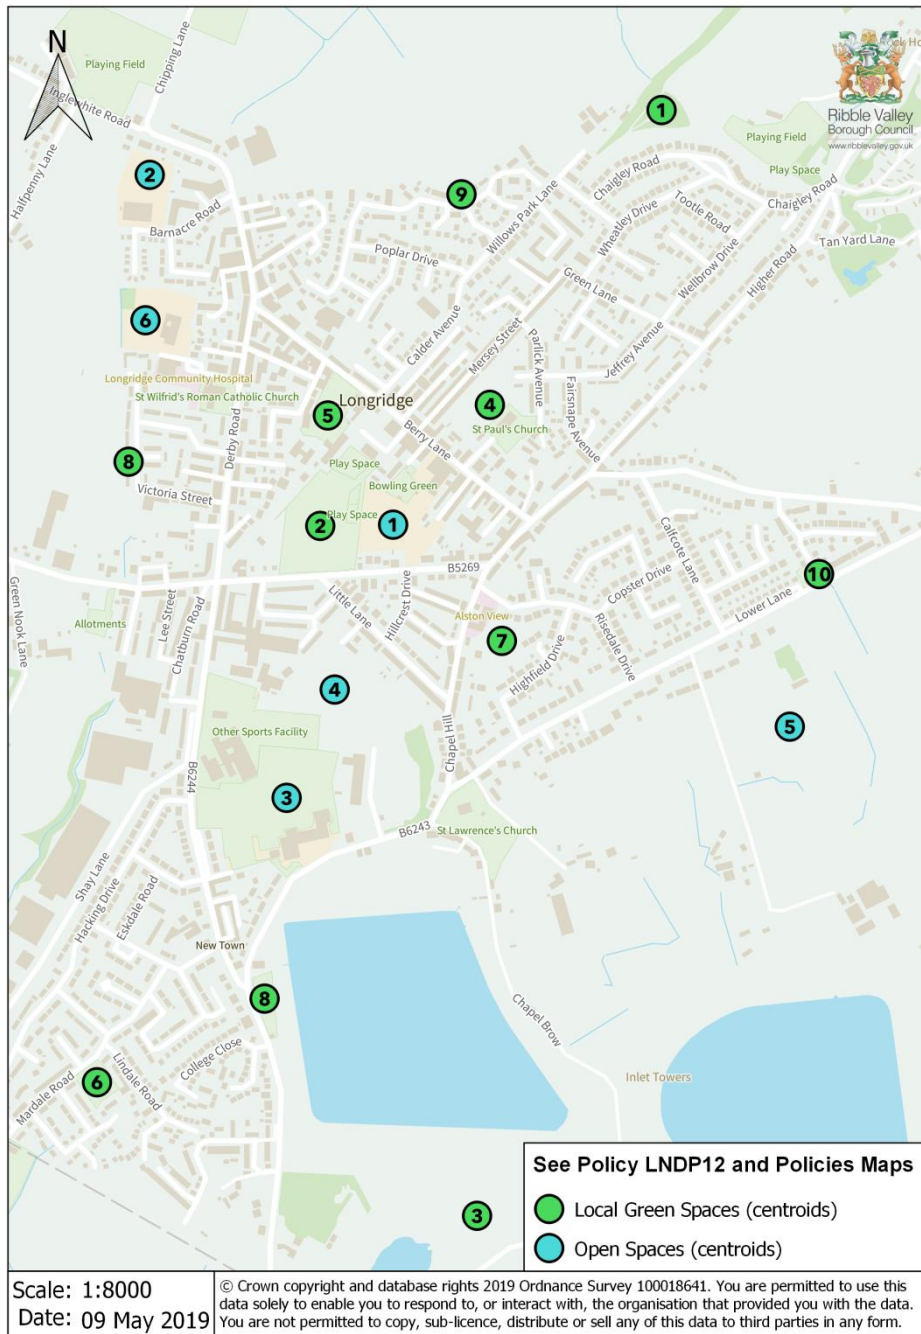 N
Playing Field
Chipping Lane
Inglewhite Road
Halfpenny Lane
Ribble Valley
Borough Council
www.ribblevalley.gov.uk
1
Playing Field
Play Space
2
Barnacre Road
9
Willows Park Lane
Chaigley Road
Wheatley Drive
Tootle Road
Chaigley Road
Tan Yard Lane
Poplar Drive
Green Lane
Wellbrow Drive
Higher Road
6
Calder Avenue
Mersey Street
Parlick Avenue
Jeffrey Avenue
Fairsnape Avenue
Longridge Community Hospital
St Wilfrid's Roman Catholic Church
Longridge
5
4
St Paul's Church
Derby Road
Berry Lane
8
Victoria Street
Play Space
Bowling Green
2
Play Space
1
Calfcote Lane
B5269
10
Lower Lane
Green Nook Lane
Allotments
Lee Street
Chatburn Road
Little Lane
Hillcrest Drive
Alston View
7
Copster Drive
Risedale Drive
Highfield Drive
4
5
Other Sports Facility
Chapel Hill
B6244
3
B6243
St Lawrence's Church
Shay Lane
Hacking Drive
Eskdale Road
New Town
8
Chapel Brow
College Close
Inlet Towers
6
Mardale Road
Lindale Road
3
See Policy LNDP12 and Policies Maps
Local Green Spaces (centroids)
Open Spaces (centroids)
Scale: 1:8000
Date: 09 May 2019
© Crown copyright and database rights 2019 Ordnance Survey 100018641. You are permitted to use this
data solely to enable you to respond to, or interact with, the organisation that provided you with the data.
You are not permitted to copy, sub-licence, distribute or sell any of this data to third parties in any form.